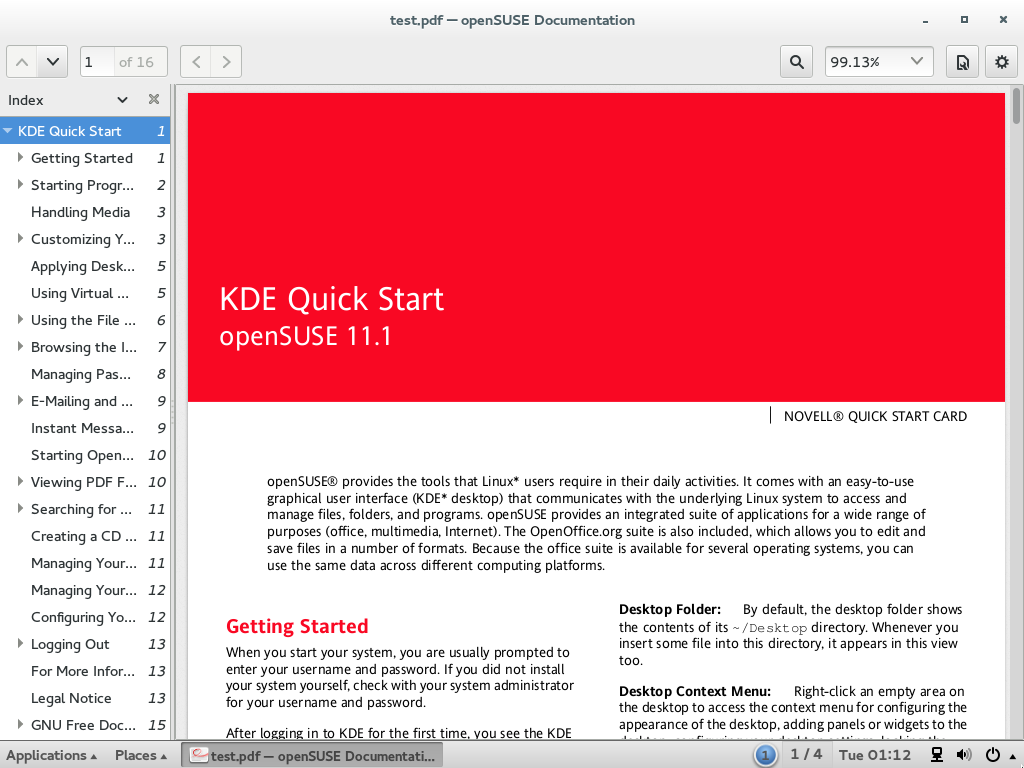 test.pdf — openSUSE Documentation
1 of 16
99.13%
Index
KDE Quick Start 1
Getting Started 1
Starting Progr... 2
Handling Media 3
Customizing Y... 3
Applying Desk... 5
Using Virtual ... 5
Using the File ... 6
Browsing the I... 7
Managing Pas... 8
E-Mailing and ... 9
Instant Messa... 9
Starting Open... 10
Viewing PDF F... 10
Searching for ... 11
Creating a CD ... 11
Managing Your... 11
Managing Your... 12
Configuring Yo... 12
Logging Out 13
For More Infor... 13
Legal Notice 13
GNU Free Doc... 15
KDE Quick Start
openSUSE 11.1
NOVELL® QUICK START CARD
openSUSE® provides the tools that Linux* users require in their daily activities. It comes with an easy-to-use
graphical user interface (KDE* desktop) that communicates with the underlying Linux system to access and
manage files, folders, and programs. openSUSE provides an integrated suite of applications for a wide range of
purposes (office, multimedia, Internet). The OpenOffice.org suite is also included, which allows you to edit and
save files in a number of formats. Because the office suite is available for several operating systems, you can
use the same data across different computing platforms.
Getting Started
When you start your system, you are usually prompted to
enter your username and password. If you did not install
your system yourself, check with your system administrator
for your username and password.
After logging in to KDE for the first time, you see the KDE
Desktop Folder: By default, the desktop folder shows
the contents of its ~/Desktop directory. Whenever you
insert some file into this directory, it appears in this view
too.
Desktop Context Menu: Right-click an empty area on
the desktop to access the context menu for configuring the
appearance of the desktop, adding panels or widgets to the
Applications Places test.pdf — openSUSE Documentati... 1 1 / 4 Tue 01:12